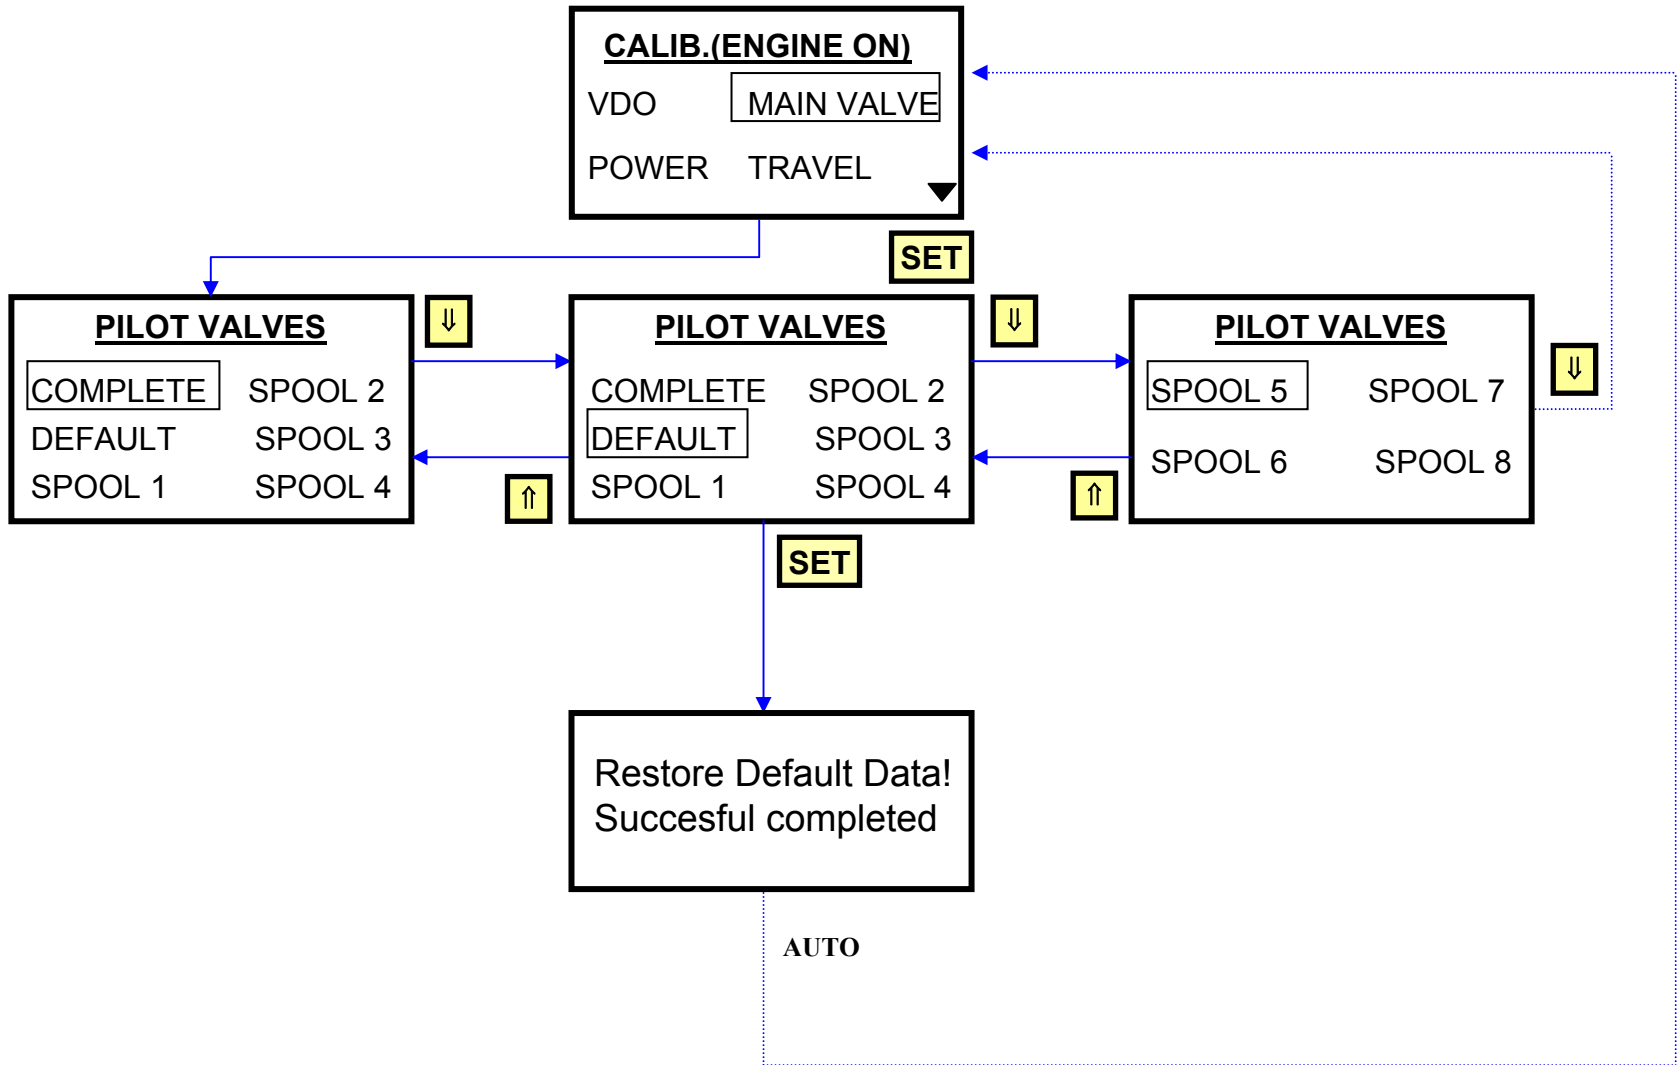 CALIB.(ENGINE ON)
VDO MAIN VALVE
POWER TRAVEL
SET
PILOT VALVES
COMPLETE SPOOL 2
DEFAULT SPOOL 3
SPOOL 1 SPOOL 4
⇓
⇑
PILOT VALVES
COMPLETE SPOOL 2
DEFAULT SPOOL 3
SPOOL 1 SPOOL 4
⇓
⇑
PILOT VALVES
SPOOL 5 SPOOL 7
SPOOL 6 SPOOL 8
⇓
SET
Restore Default Data!
Succesful completed
AUTO